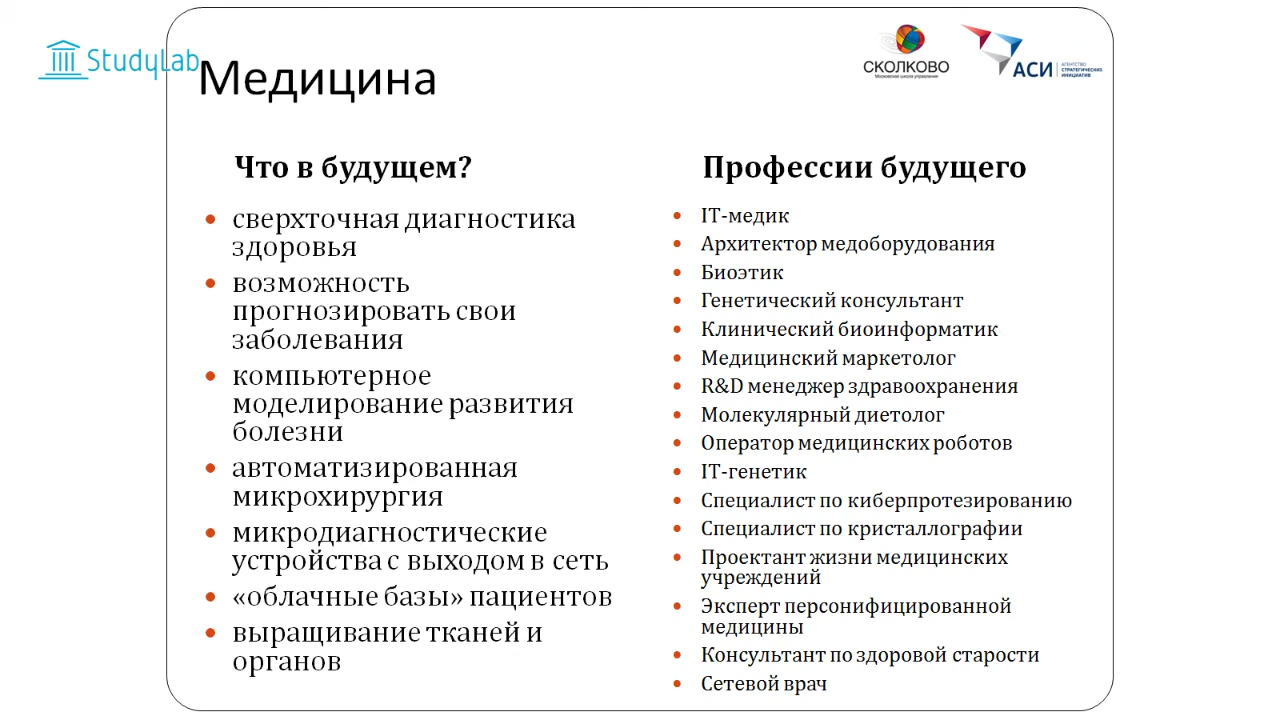 StudyLab
Медицина
СКОЛКОВО
Московская школа управления
АСИ
АГЕНТСТВО
СТРАТЕГИЧЕСКИХ
ИНИЦИАТИВ
Что в будущем?
сверхточная диагностика
здоровья
возможность
прогнозировать свои
заболевания
компьютерное
моделирование развития
болезни
автоматизированная
микрохирургия
микродиагностические
устройства с выходом в сеть
«облачные базы» пациентов
выращивание тканей и
органов
Профессии будущего
IT-медик
Архитектор медоборудования
Биоэтик
Генетический консультант
Клинический биоинформатик
Медицинский маркетолог
R&D менеджер здравоохранения
Молекулярный диетолог
Оператор медицинских роботов
IT-генетик
Специалист по киберпротезированию
Специалист по кристаллографии
Проектант жизни медицинских
учреждений
Эксперт персонифицированной
медицины
Консультант по здоровой старости
Сетевой врач